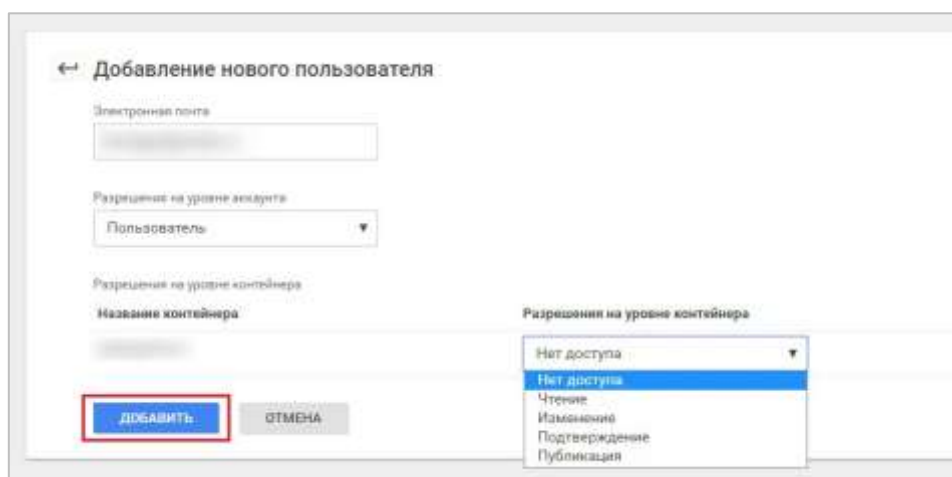 Добавление нового пользователя
Электронная почта
Разрешения на уровне аккаунта
Пользователь
Разрешения на уровне контейнера
Название контейнера
Разрешения на уровне контейнера
Нет доступа
Нет доступа
Чтение
Изменение
Подтверждение
Публикация
ДОБАВИТЬ
ОТМЕНА